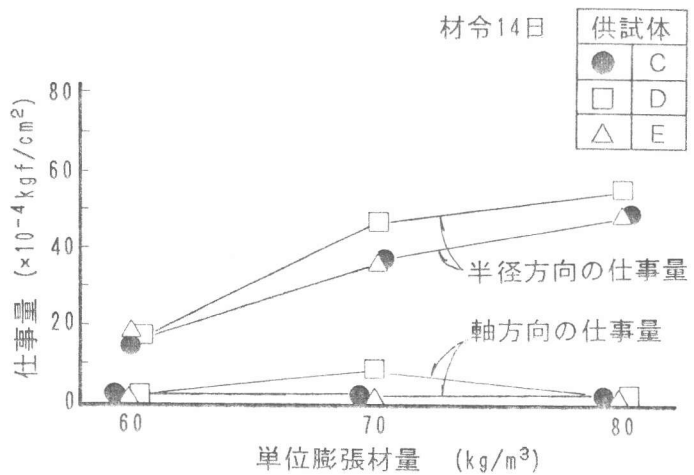 材令14日
供試体
C
D
E
仕事量 (×10⁻⁴kgf/cm²)
80
60
40
20
0
半径方向の仕事量
軸方向の仕事量
60 70 80
単位膨張材量 (kg/m³)